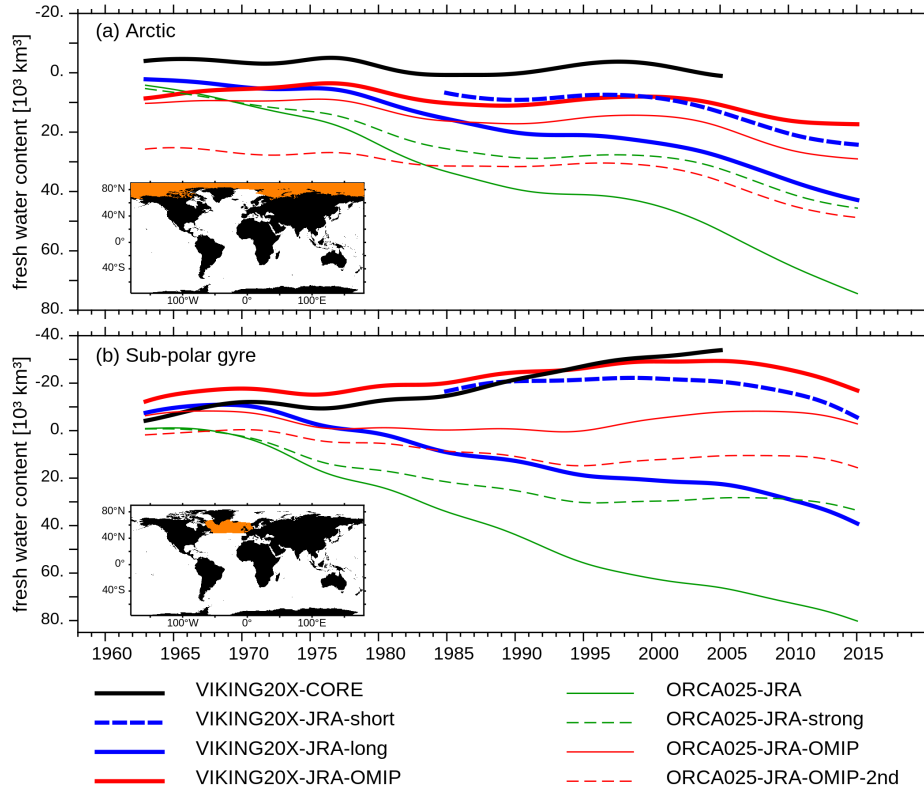 -20.
(a) Arctic
0.
20.
40.
60.
80.
fresh water content [10³ km³]
80°N
40°N
0°
40°S
100°W 0° 100°E
-40.
(b) Sub-polar gyre
-20.
0.
20.
40.
60.
80.
fresh water content [10³ km³]
80°N
40°N
0°
40°S
100°W 0° 100°E
1960 1965 1970 1975 1980 1985 1990 1995 2000 2005 2010 2015
VIKING20X-CORE ORCA025-JRA
VIKING20X-JRA-short ORCA025-JRA-strong
VIKING20X-JRA-long ORCA025-JRA-OMIP
VIKING20X-JRA-OMIP ORCA025-JRA-OMIP-2nd